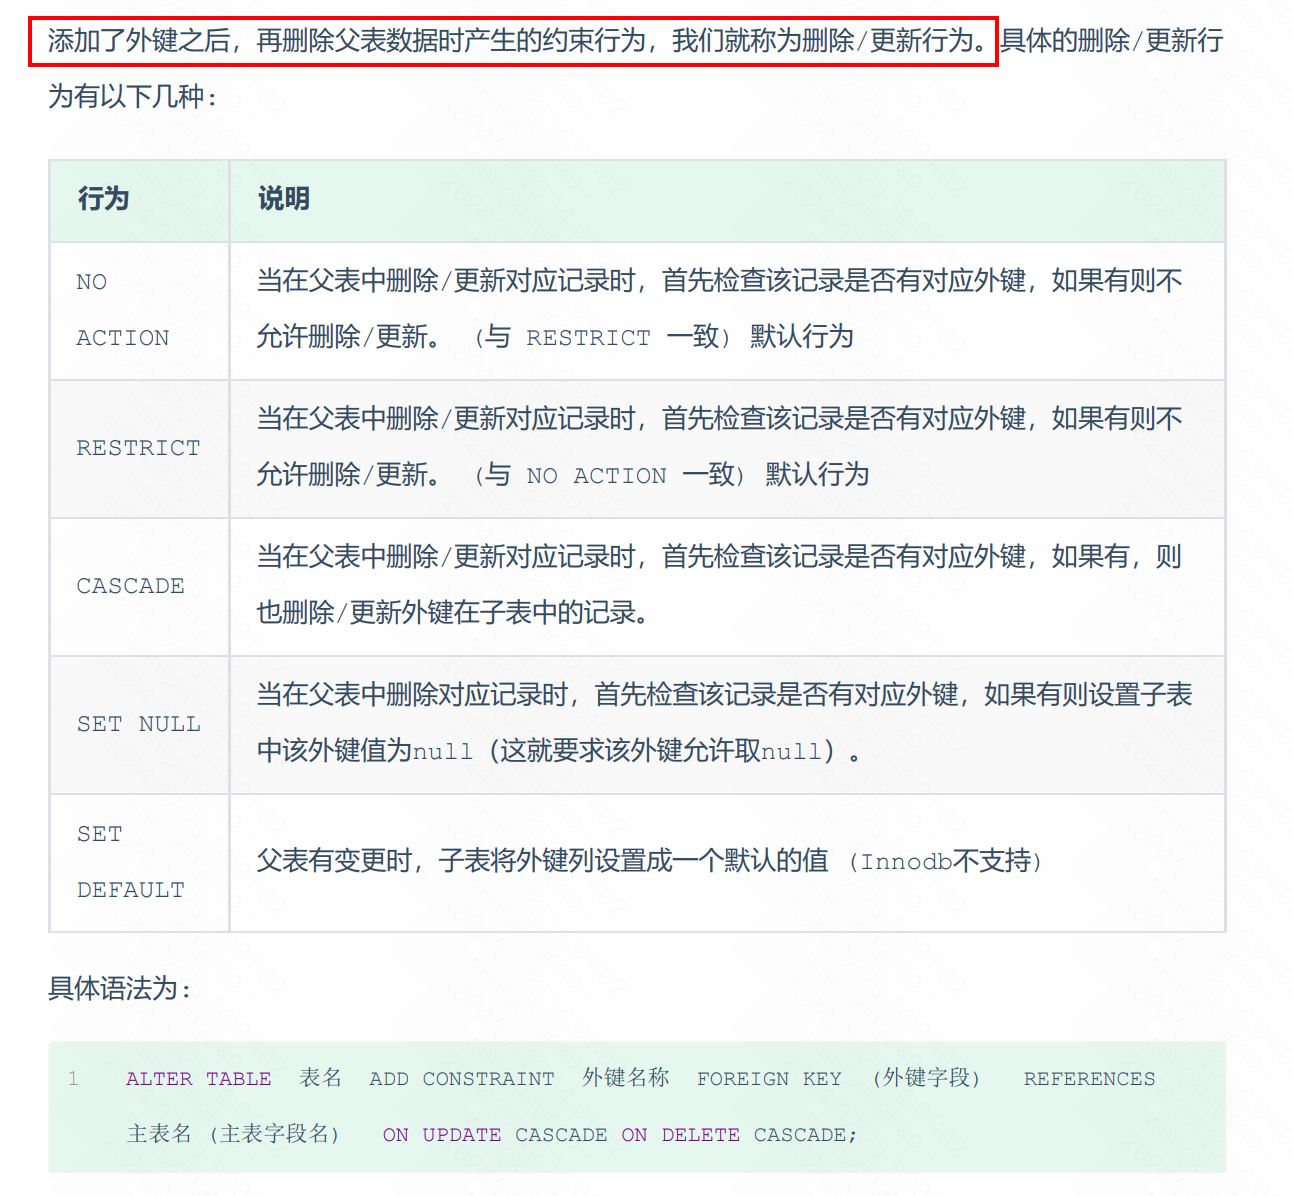 添加了外键之后，再删除父表数据时产生的约束行为，我们就称为删除/更新行为。具体的删除/更新行
为有以下几种：
行为 说明
NO
ACTION
当在父表中删除/更新对应记录时，首先检查该记录是否有对应外键，如果有则不
允许删除/更新。（与 RESTRICT 一致）默认行为
RESTRICT
当在父表中删除/更新对应记录时，首先检查该记录是否有对应外键，如果有则不
允许删除/更新。（与 NO ACTION 一致）默认行为
CASCADE
当在父表中删除/更新对应记录时，首先检查该记录是否有对应外键，如果有，则
也删除/更新外键在子表中的记录。
SET NULL
当在父表中删除对应记录时，首先检查该记录是否有对应外键，如果有则设置子表
中该外键值为null（这就要求该外键允许取null）。
SET
DEFAULT
父表有变更时，子表将外键列设置成一个默认的值（Innodb不支持）
具体语法为：
1 ALTER TABLE 表名 ADD CONSTRAINT 外键名称 FOREIGN KEY (外键字段) REFERENCES
主表名 (主表字段名) ON UPDATE CASCADE ON DELETE CASCADE;